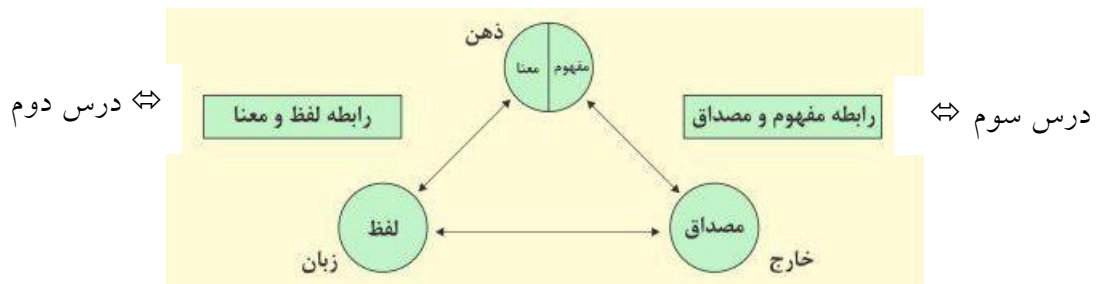 ذهن
مفهوم
معنا
درس سوم ⇔
رابطه مفهوم و مصداق
رابطه لفظ و معنا
⇔ درس دوم
مصداق
لفظ
خارج
زبان